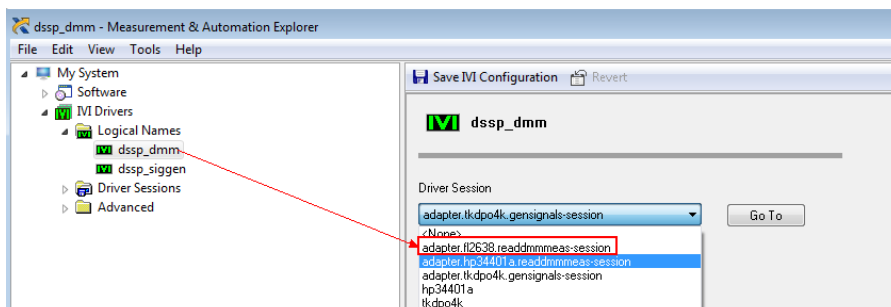 dssp_dmm - Measurement & Automation Explorer
File Edit View Tools Help
My System
Software
IVI Drivers
Logical Names
dssp_dmm
dssp_siggen
Driver Sessions
Advanced
Save IVI Configuration Revert
IVI dssp_dmm
Driver Session
adapter.tkdpo4k.gensignals-session Go To
<None>
adapter.fl2638.readdmmmeas-session
adapter.hp34401a.readdmmmeas-session
adapter.tkdpo4k.gensignals-session
hp34401a
tkdpo4k